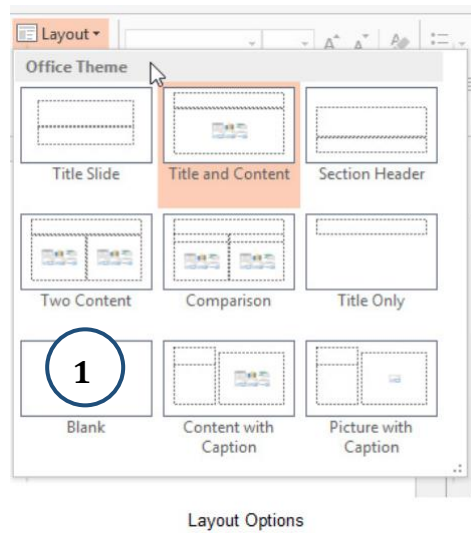 Layout
Office Theme
Title Slide
Title and Content
Section Header
Two Content
Comparison
Title Only
1
Blank
Content with
Caption
Picture with
Caption
Layout Options